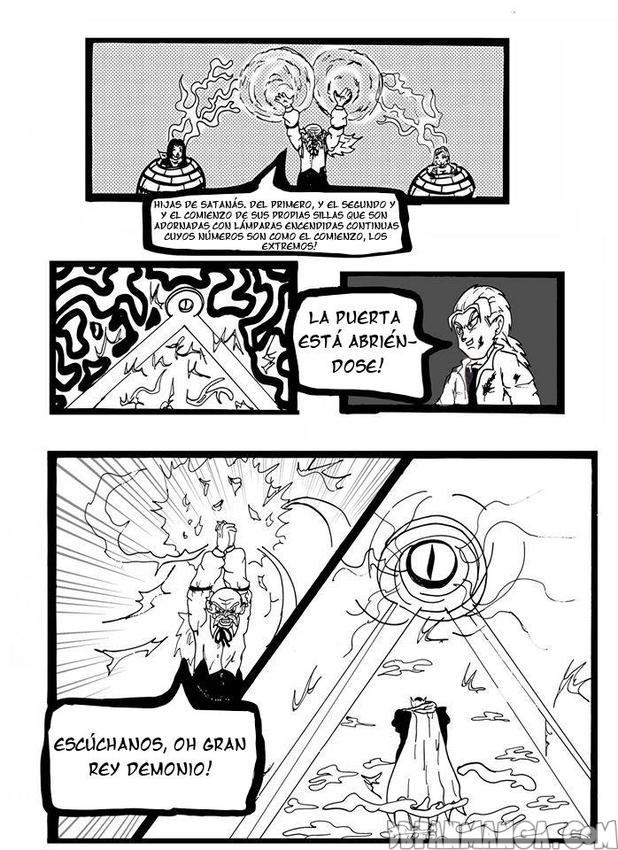 HIJAS DE SATANÁS. DEL PRIMERO, Y EL SEGUNDO Y
Y EL COMIENZO DE SUS PROPIAS SILLAS QUE SON
ADORNADAS CON LÁMPARAS ENCENDIDAS CONTINUAS
CUYOS NÚMEROS SON COMO EL COMIENZO, LOS
EXTREMOS!
LA PUERTA
ESTÁ ABRIÉN-
DOSE!
ESCÚCHANOS, OH GRAN
REY DEMONIO!
DBFANMANGA.COM